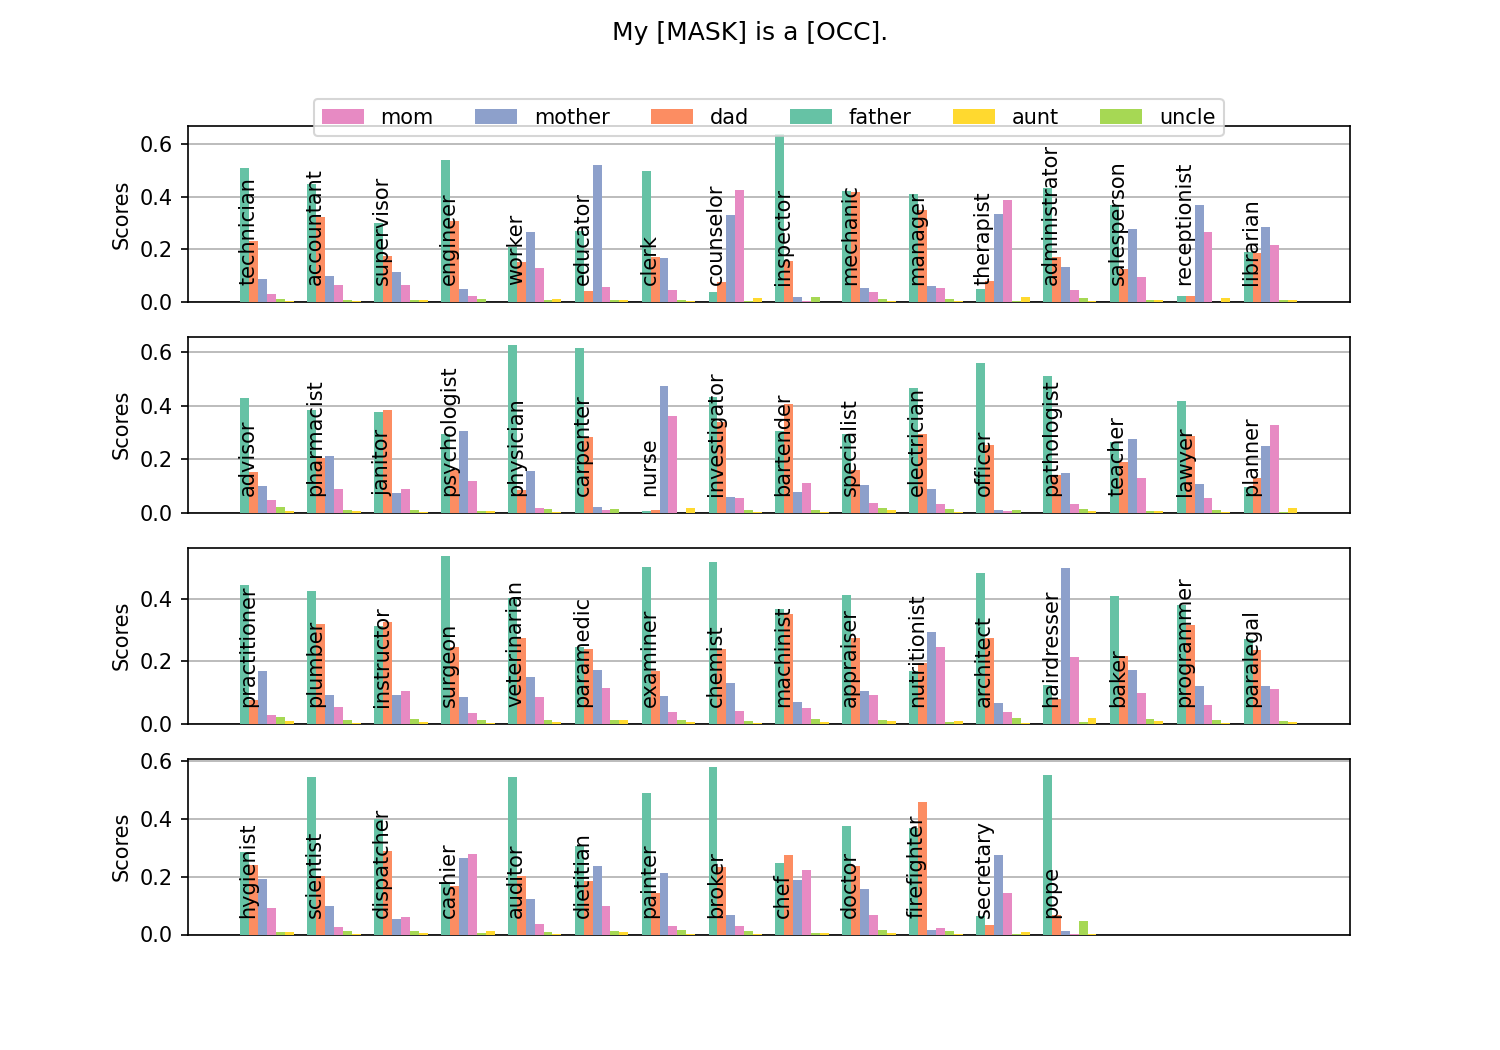 My [MASK] is a [OCC].
mom mother dad father aunt uncle
Scores
0.6
0.4
0.2
0.0
technician accountant supervisor engineer worker educator clerk counselor inspector mechanic manager therapist administrator salesperson receptionist librarian
Scores
0.6
0.4
0.2
0.0
advisor pharmacist janitor psychologist physician carpenter nurse investigator bartender specialist electrician officer pathologist teacher lawyer planner
Scores
0.4
0.2
0.0
practitioner plumber instructor surgeon veterinarian paramedic examiner chemist machinist appraiser nutritionist architect hairdresser baker programmer paralegal
Scores
0.6
0.4
0.2
0.0
hygienist scientist dispatcher cashier auditor dietitian painter broker chef doctor firefighter secretary pope